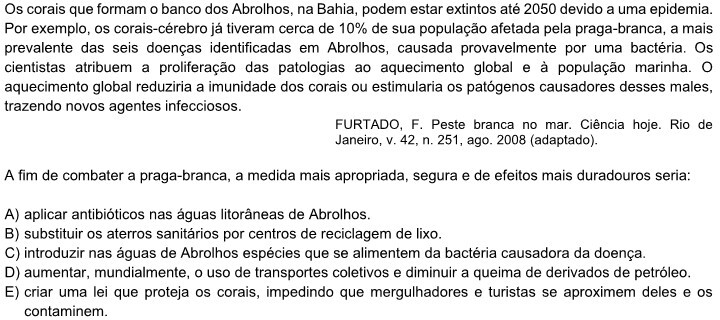 Os corais que formam o banco dos Abrolhos, na Bahia, podem estar extintos até 2050 devido a uma epidemia.
Por exemplo, os corais-cérebro já tiveram cerca de 10% de sua população afetada pela praga-branca, a mais
prevalente das seis doenças identificadas em Abrolhos, causada provavelmente por uma bactéria. Os
cientistas atribuem a proliferação das patologias ao aquecimento global e à população marinha. O
aquecimento global reduziria a imunidade dos corais ou estimularia os patógenos causadores desses males,
trazendo novos agentes infecciosos.
FURTADO, F. Peste branca no mar. Ciência hoje. Rio de
Janeiro, v. 42, n. 251, ago. 2008 (adaptado).
A fim de combater a praga-branca, a medida mais apropriada, segura e de efeitos mais duradouros seria:
A) aplicar antibióticos nas águas litorâneas de Abrolhos.
B) substituir os aterros sanitários por centros de reciclagem de lixo.
C) introduzir nas águas de Abrolhos espécies que se alimentem da bactéria causadora da doença.
D) aumentar, mundialmente, o uso de transportes coletivos e diminuir a queima de derivados de petróleo.
E) criar uma lei que proteja os corais, impedindo que mergulhadores e turistas se aproximem deles e os
contaminem.